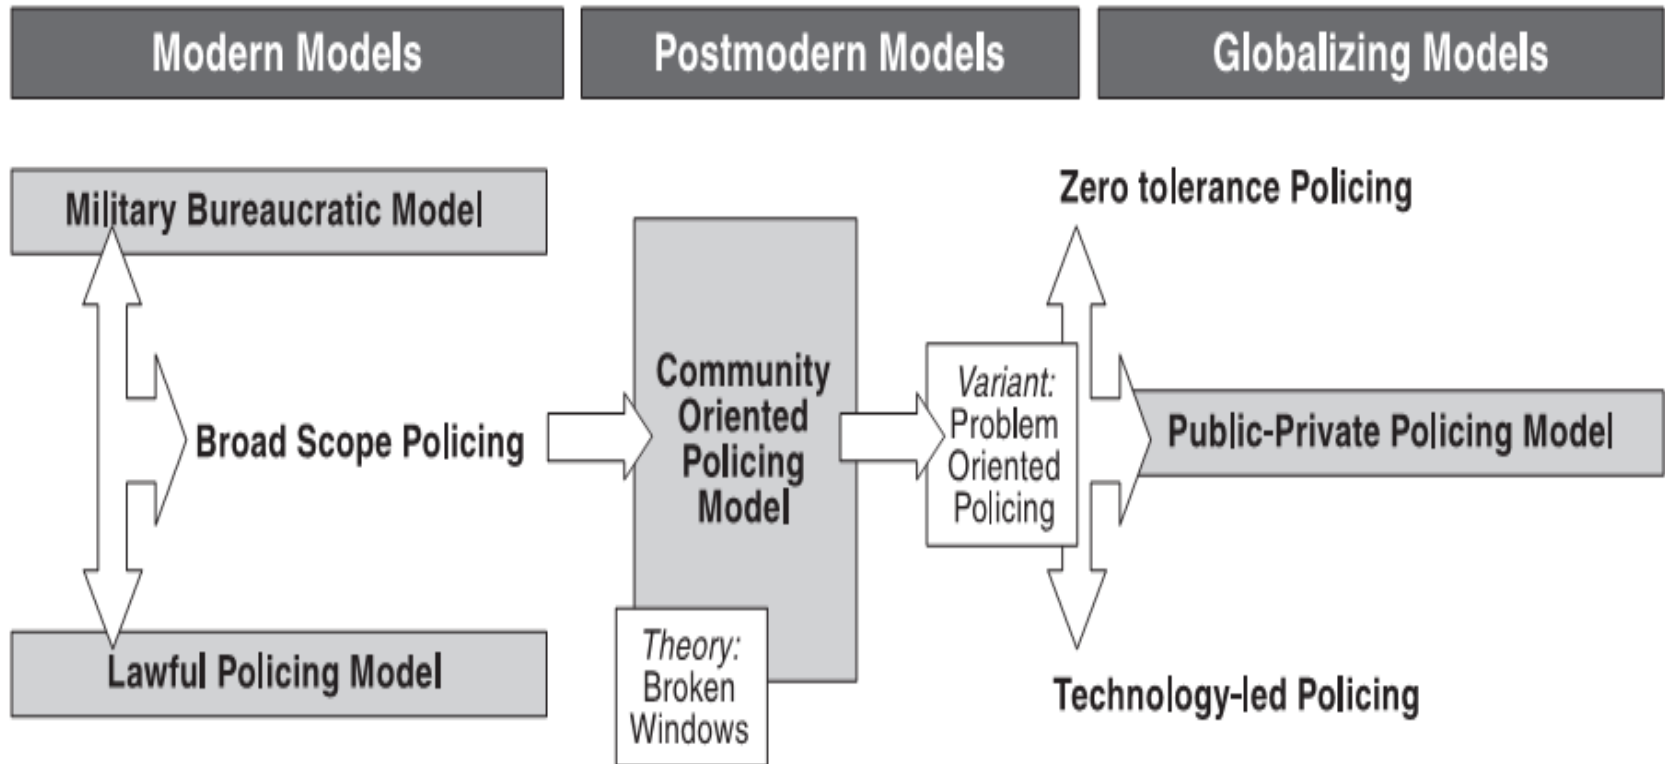 Modern Models
Postmodern Models
Globalizing Models
Military Bureaucratic Model
Broad Scope Policing
Lawful Policing Model
Community
Oriented
Policing
Model
Theory:
Broken
Windows
Variant:
Problem
Oriented
Policing
Zero tolerance Policing
Public-Private Policing Model
Technology-led Policing